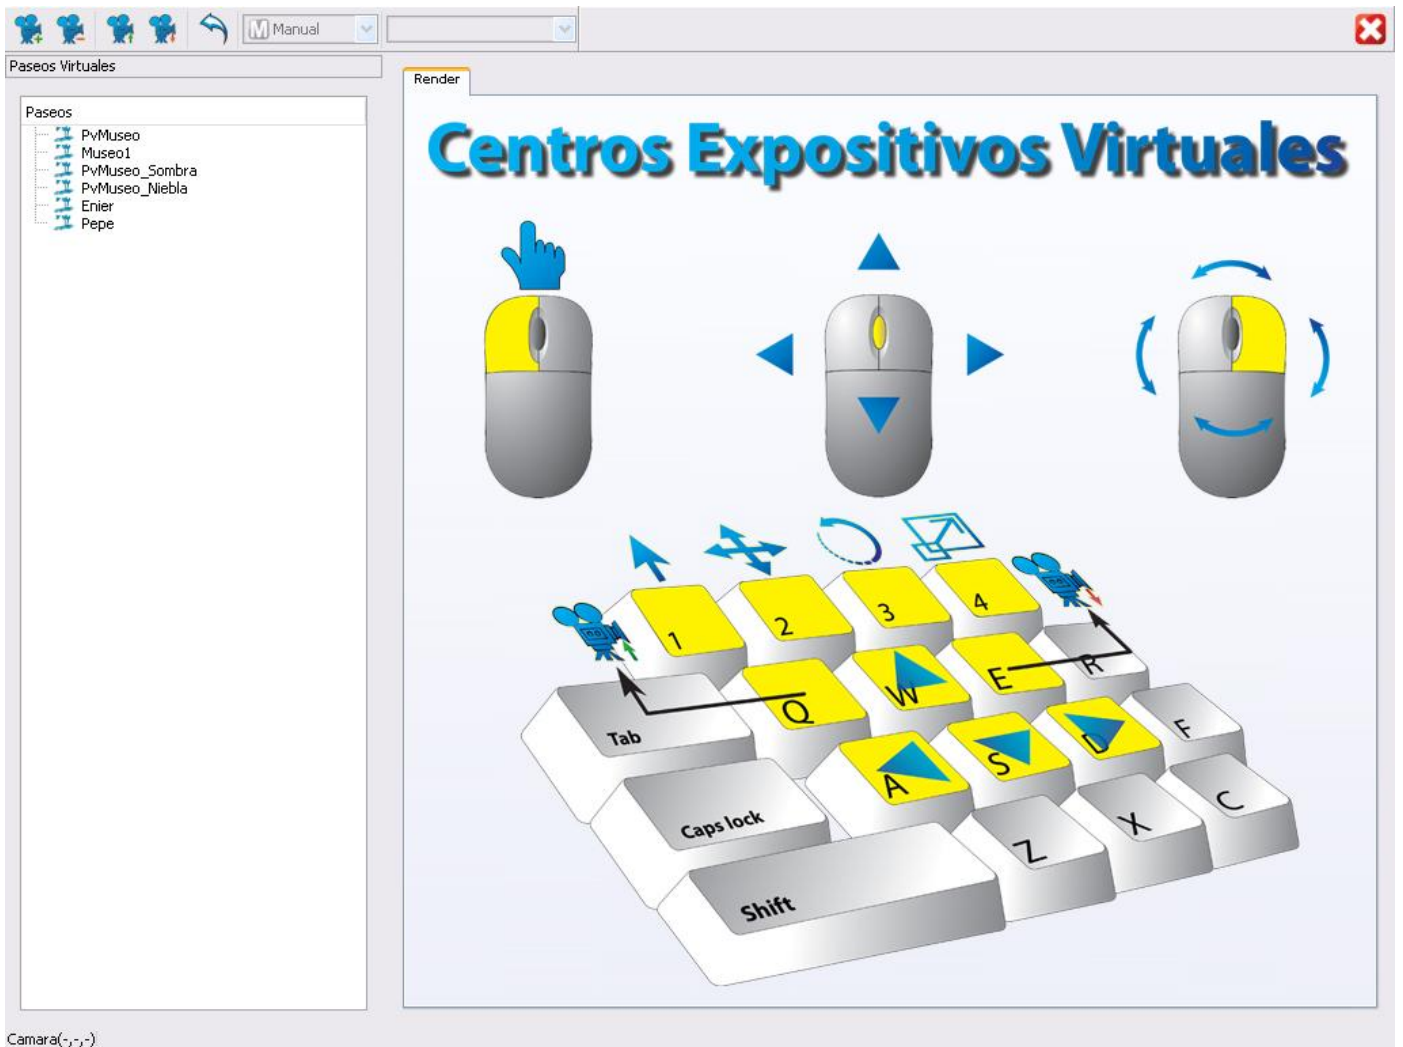 M Manual
Paseos Virtuales
Render
Paseos
PvMuseo
Museo1
PvMuseo_Sombra
PvMuseo_Niebla
Enier
Pepe
Centros Expositivos Virtuales
1 2 3 4
Tab Q W E R
Caps lock A S D F
Shift Z X C
Camara(-,-,-)